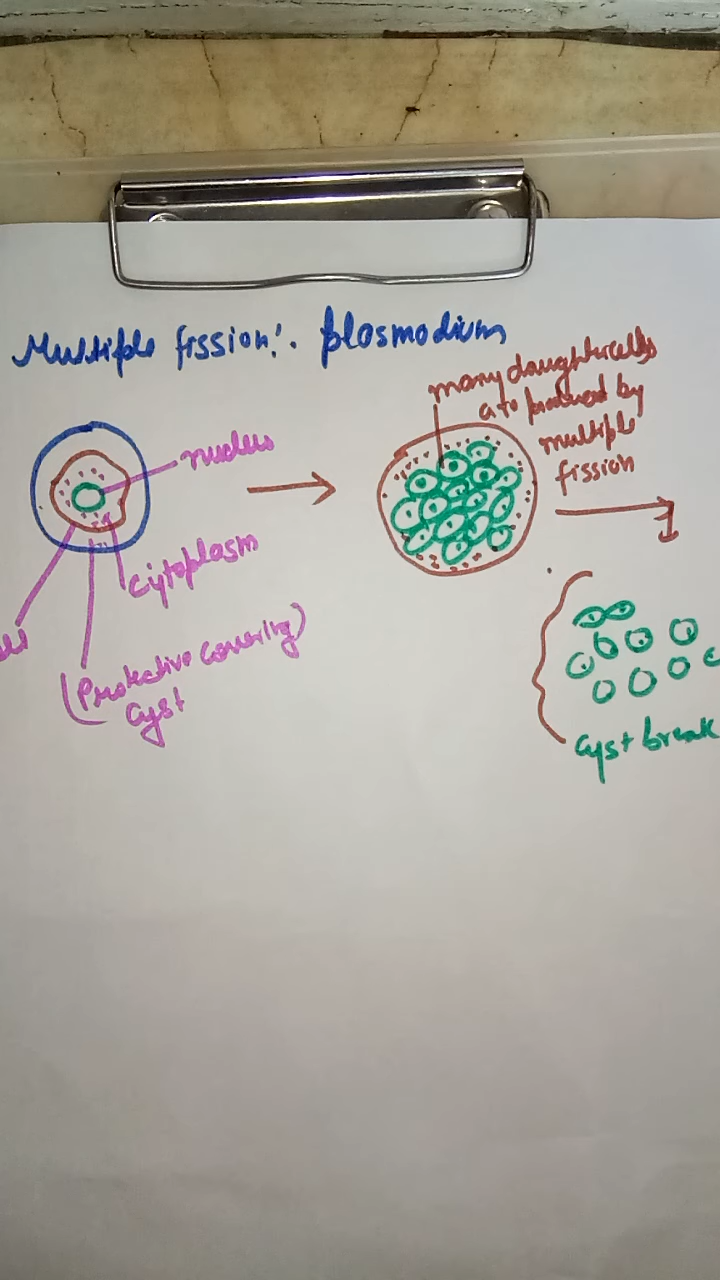 Multiple fission:. plasmodium
many daughter cells
are produced by
multiple
fission
nucleus
Cytoplasm
(Protective covering)
Cyst
Cyst break